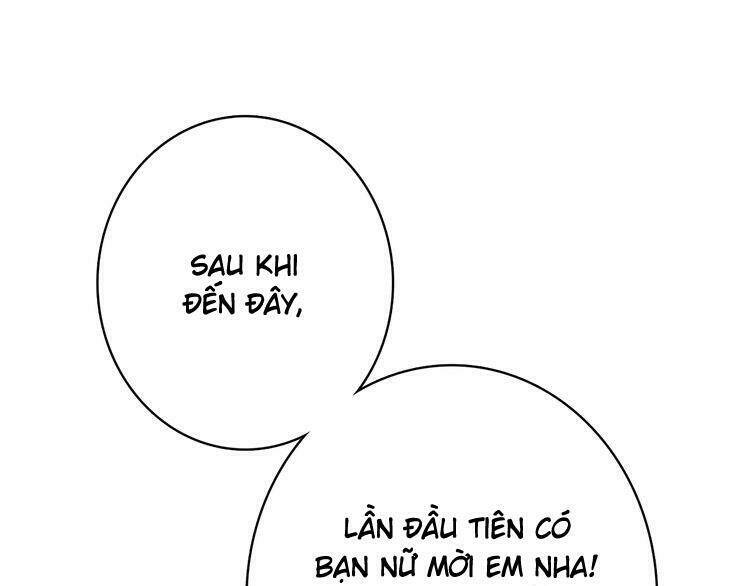 SAU KHI
ĐẾN ĐÂY,
LẦN ĐẦU TIÊN CÓ
BẠN NỮ MỜI EM NHA!